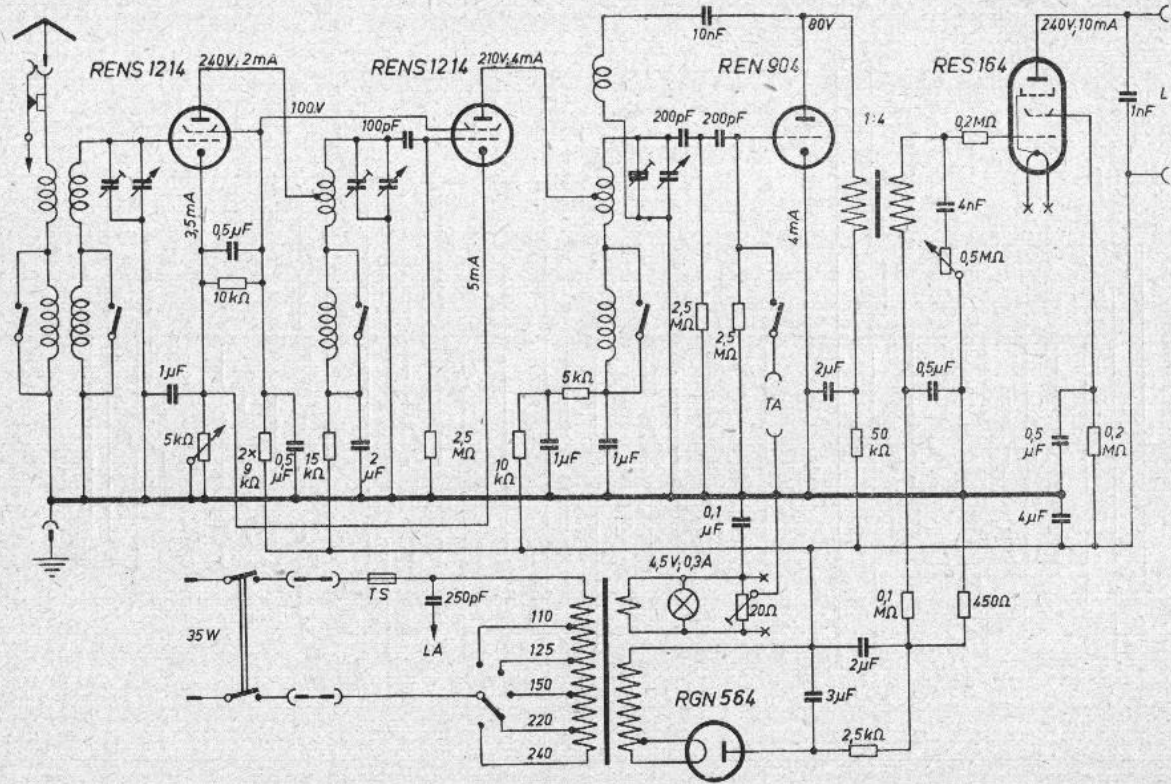 10nF
80V
240V,10mA
RENS 1214
240V; 2mA
RENS 1214
210V;4mA
REN 904
RES 164
L
100V
100pF
200pF
200pF
1:4
0,2MΩ
1nF
3,5mA
0,5µF
10kΩ
5mA
4mA
4nF
0,5MΩ
2,5 MΩ
2,5 MΩ
1µF
5kΩ
2µF
0,5µF
TA
5kΩ
2× 9 kΩ
0,5 µF
15 kΩ
2 µF
2,5 MΩ
10 kΩ
1µF
1µF
50 kΩ
0,5 µF
0,2 MΩ
0,1 µF
4µF
4,5V; 0,3A
TS
250pF
20Ω
0,1 MΩ
450Ω
35W
LA
110
125
150
220
240
2µF
3µF
RGN 564
2,5kΩ